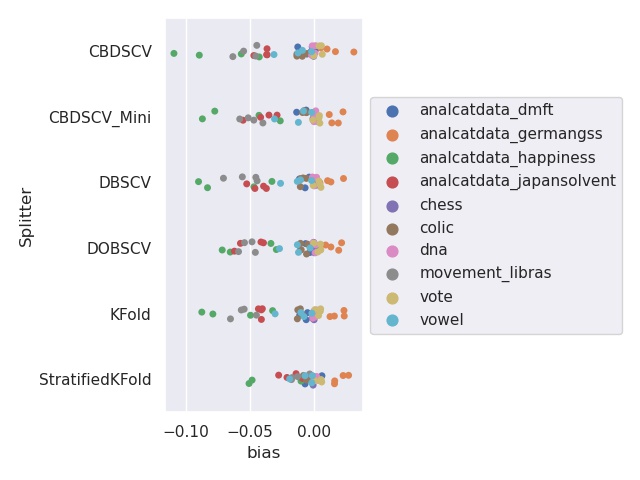 CBDSCV
CBDSCV_Mini
DBSCV
DOBSCV
KFold
StratifiedKFold
Splitter
−0.10
−0.05
0.00
bias
analcatdata_dmft
analcatdata_germangss
analcatdata_happiness
analcatdata_japansolvent
chess
colic
dna
movement_libras
vote
vowel